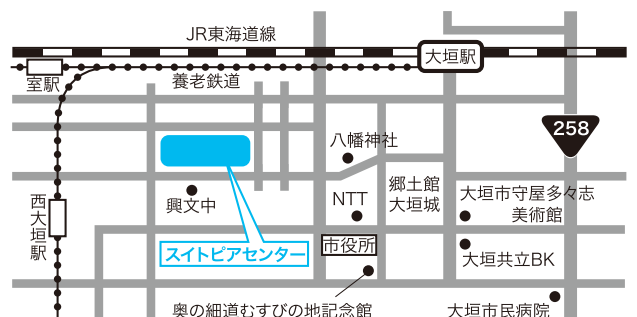 JR東海道線
大垣駅
養老鉄道
室駅
258
八幡神社
郷土館
大垣城
NTT
興文中
大垣市守屋多々志
美術館
西大垣駅
市役所
スイトピアセンター
大垣共立BK
奥の細道むすびの地記念館
大垣市民病院